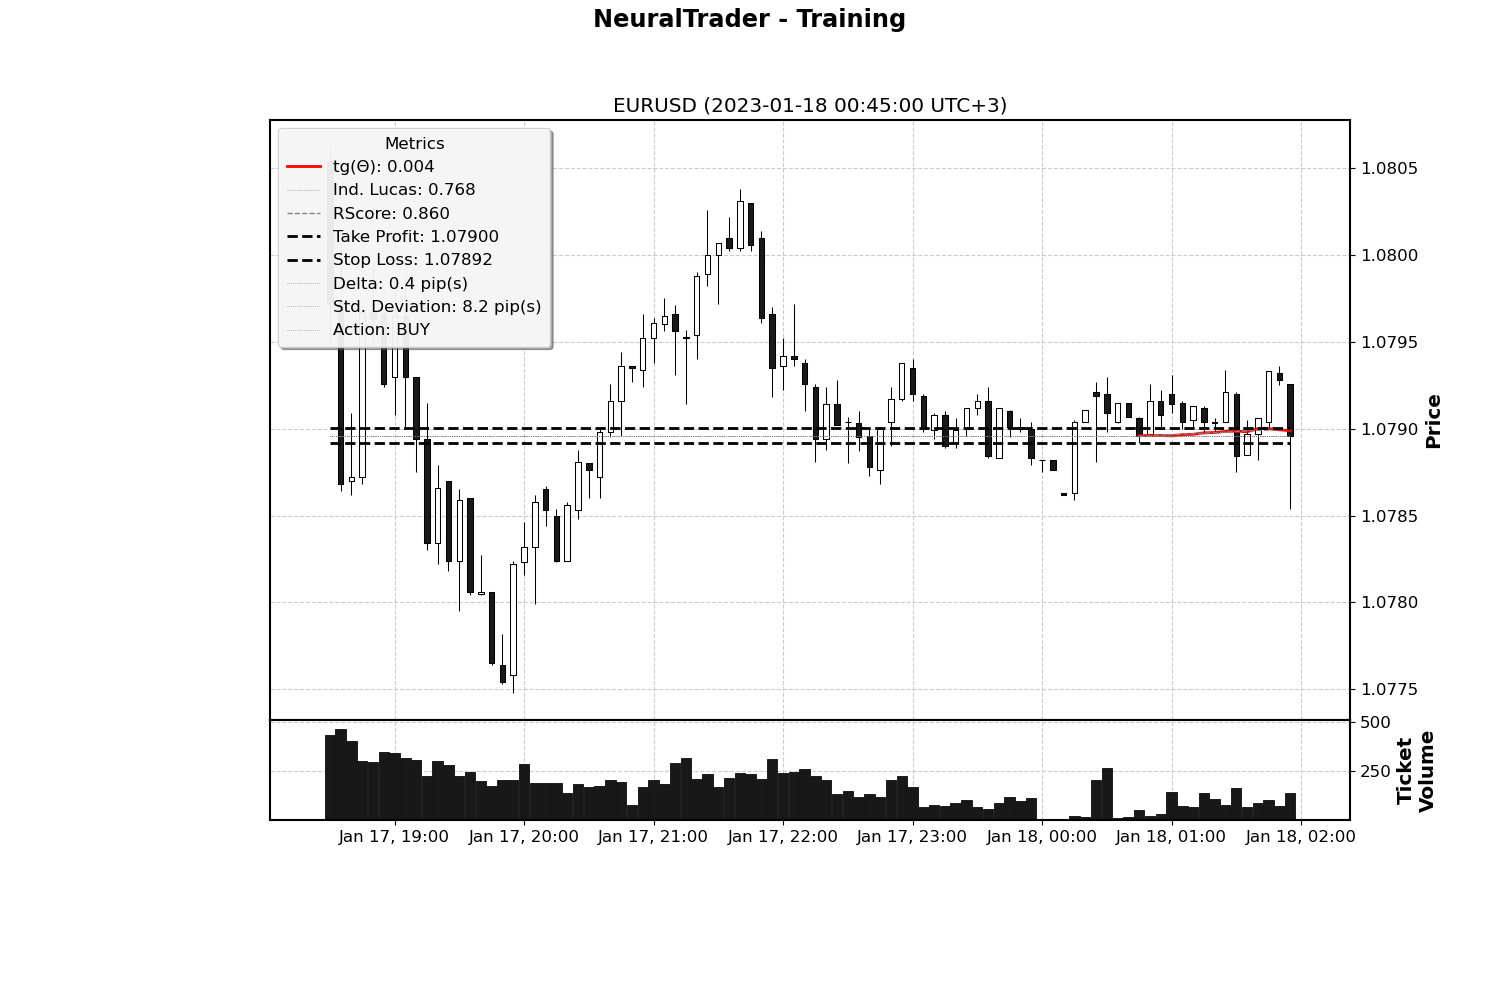 NeuralTrader - Training
EURUSD (2023-01-18 00:45:00 UTC+3)
Metrics
tg(Θ): 0.004
Ind. Lucas: 0.768
RScore: 0.860
Take Profit: 1.07900
Stop Loss: 1.07892
Delta: 0.4 pip(s)
Std. Deviation: 8.2 pip(s)
Action: BUY
1.0805
1.0800
1.0795
1.0790
1.0785
1.0780
1.0775
Price
500
250
Ticket
Volume
Jan 17, 19:00
Jan 17, 20:00
Jan 17, 21:00
Jan 17, 22:00
Jan 17, 23:00
Jan 18, 00:00
Jan 18, 01:00
Jan 18, 02:00